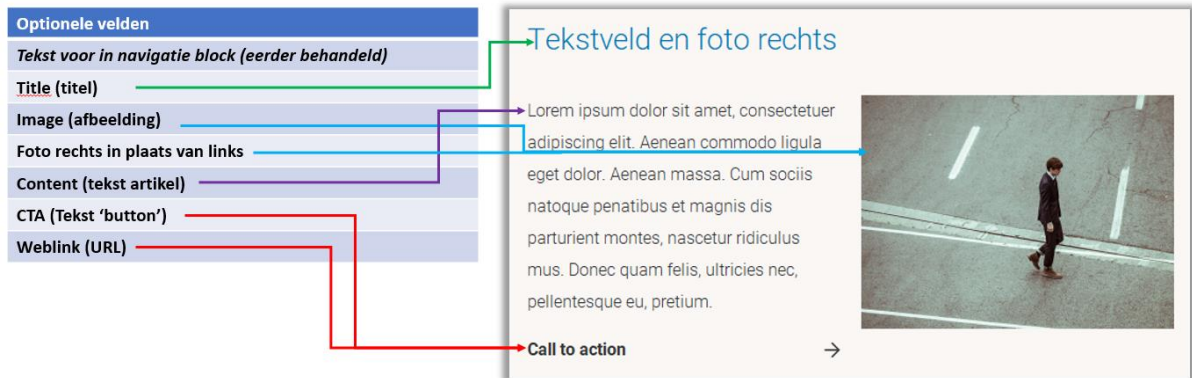 Optionele velden
Tekst voor in navigatie block (eerder behandeld)
Title (titel)
Image (afbeelding)
Foto rechts in plaats van links
Content (tekst artikel)
CTA (Tekst ‘button’)
Weblink (URL)
Tekstveld en foto rechts
Lorem ipsum dolor sit amet, consectetuer
adipiscing elit. Aenean commodo ligula
eget dolor. Aenean massa. Cum sociis
natoque penatibus et magnis dis
parturient montes, nascetur ridiculus
mus. Donec quam felis, ultricies nec,
pellentesque eu, pretium.
Call to action